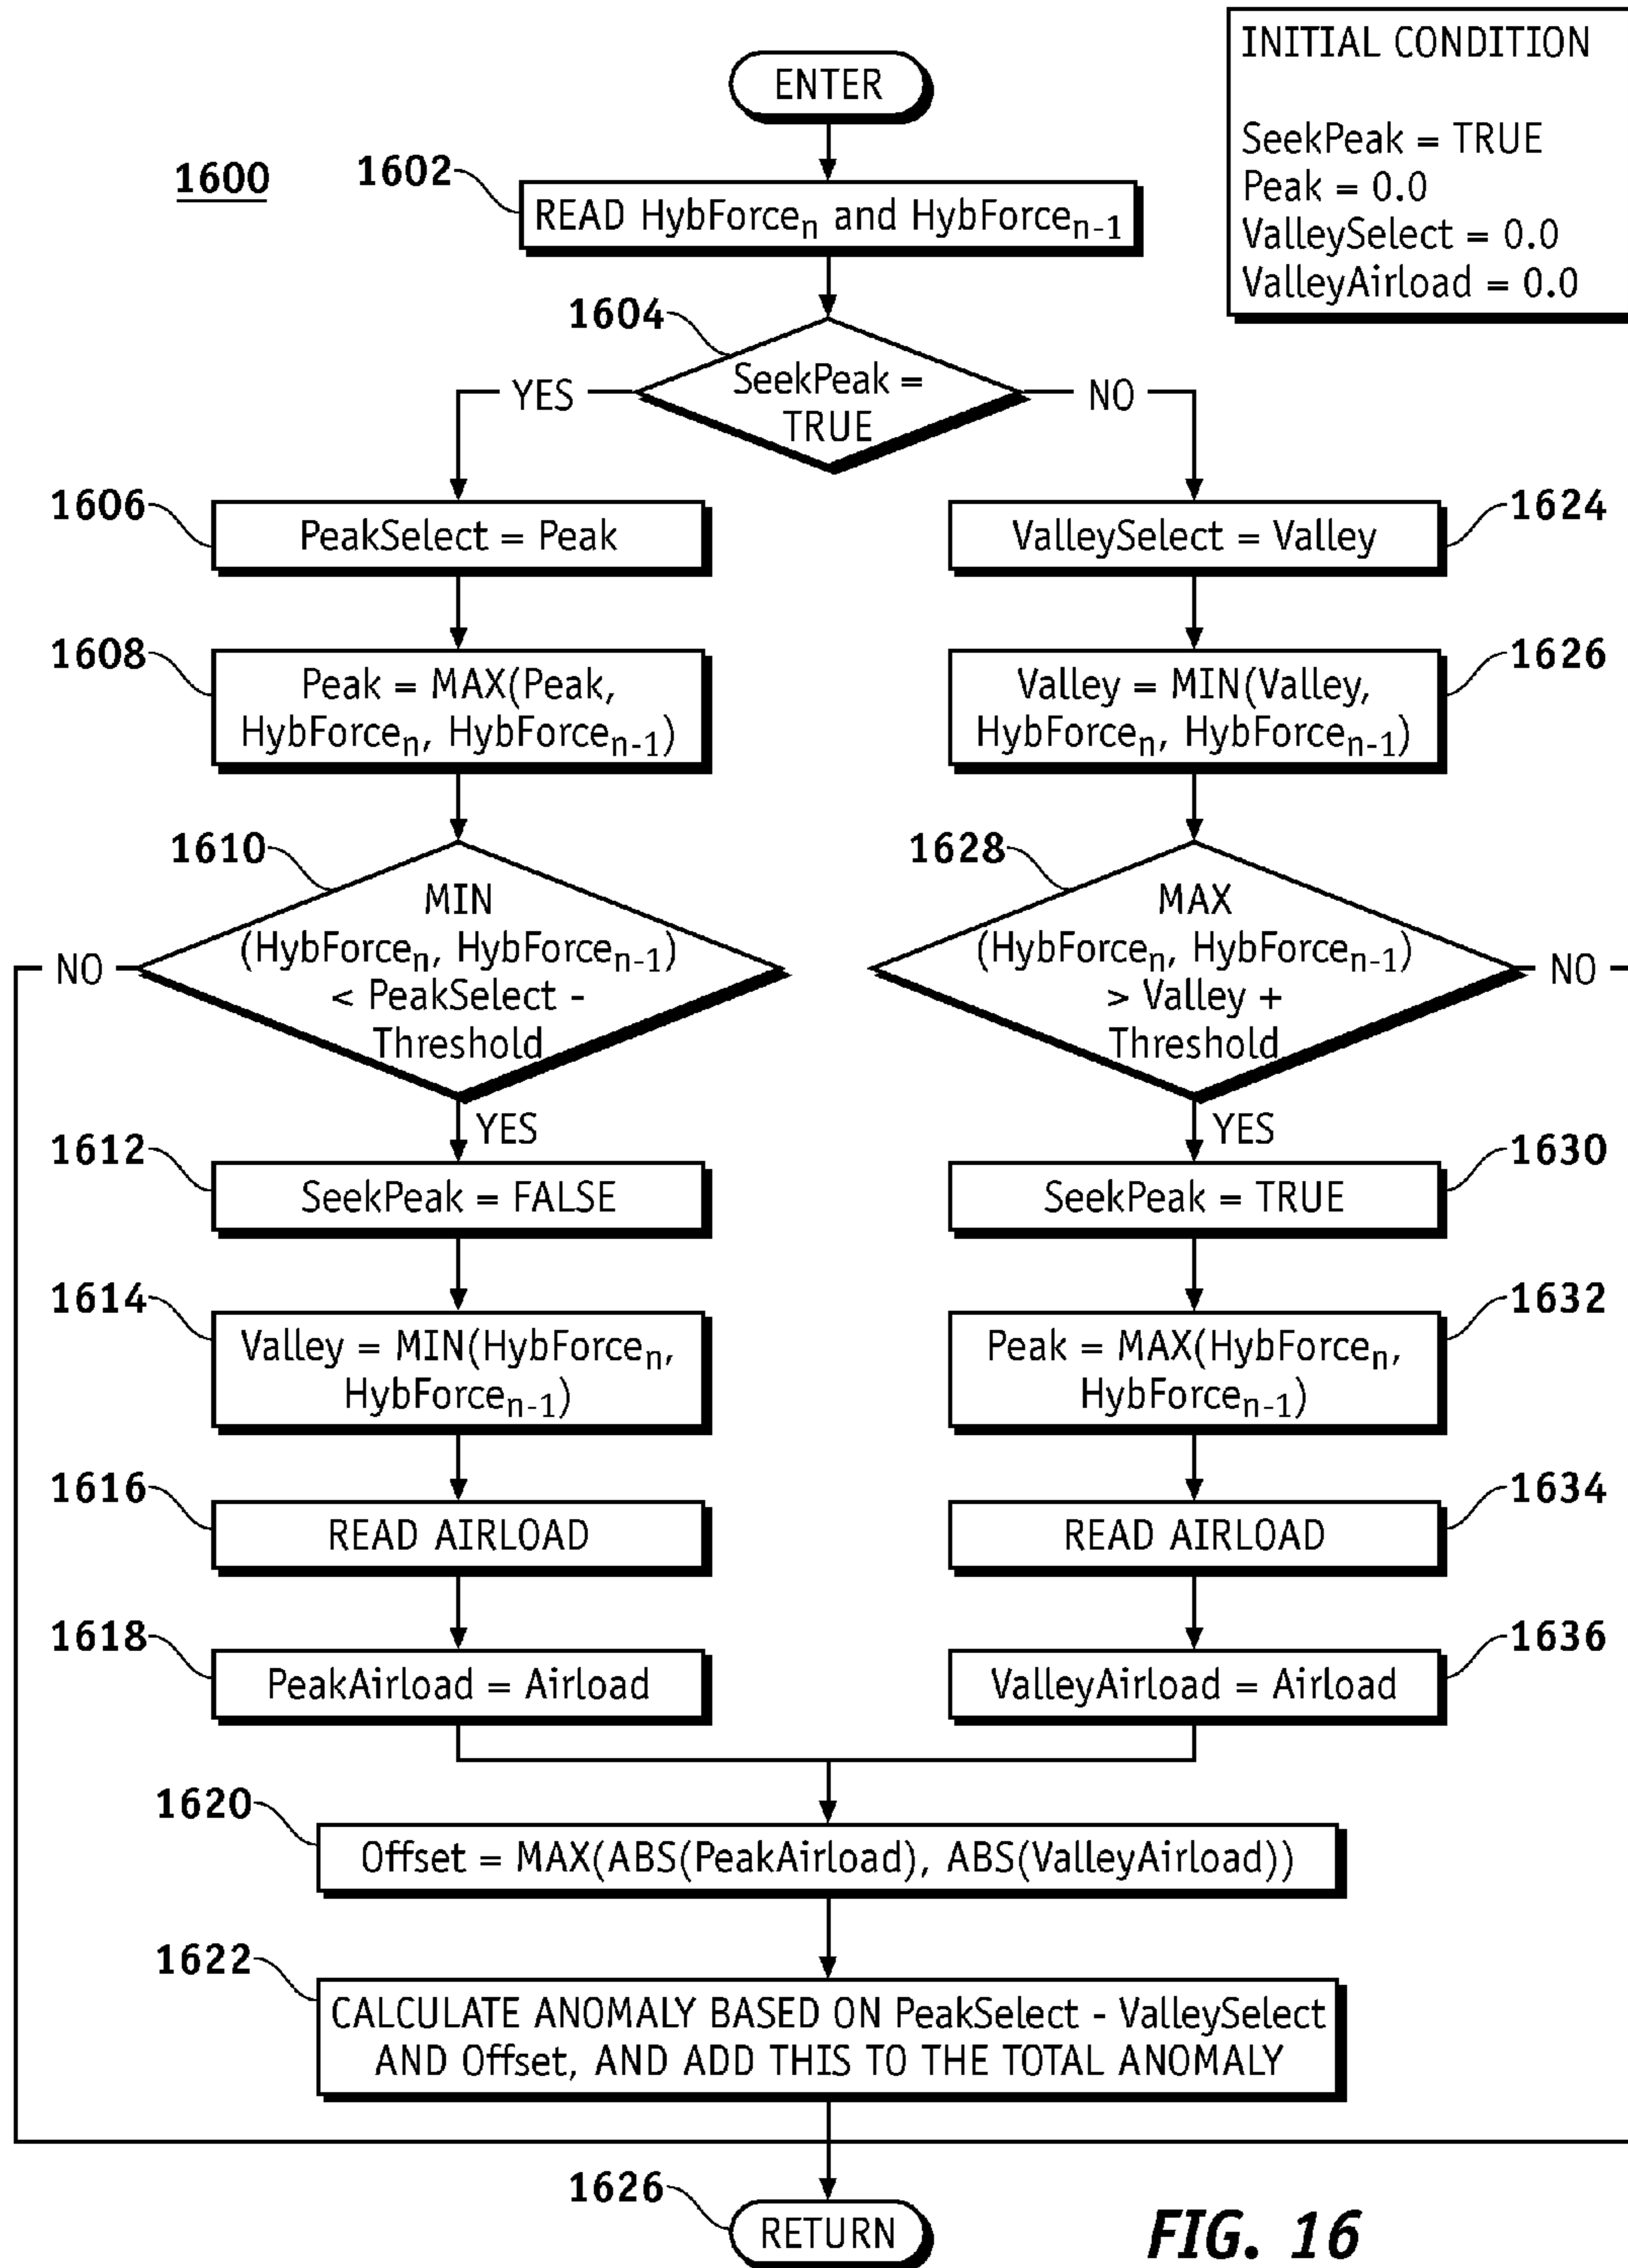 INITIAL CONDITION
SeekPeak = TRUE
Peak = 0.0
ValleySelect = 0.0
ValleyAirload = 0.0
ENTER
1600
1602
READ HybForceₙ and HybForceₙ₋₁
1604
SeekPeak =
TRUE
YES
NO
1606
PeakSelect = Peak
1624
ValleySelect = Valley
1608
Peak = MAX(Peak,
HybForceₙ, HybForceₙ₋₁)
1626
Valley = MIN(Valley,
HybForceₙ, HybForceₙ₋₁)
1610
MIN
(HybForceₙ, HybForceₙ₋₁)
< PeakSelect -
Threshold
NO
YES
1628
MAX
(HybForceₙ, HybForceₙ₋₁)
> Valley +
Threshold
NO
YES
1612
SeekPeak = FALSE
1630
SeekPeak = TRUE
1614
Valley = MIN(HybForceₙ,
HybForceₙ₋₁)
1632
Peak = MAX(HybForceₙ,
HybForceₙ₋₁)
1616
READ AIRLOAD
1634
READ AIRLOAD
1618
PeakAirload = Airload
1636
ValleyAirload = Airload
1620
Offset = MAX(ABS(PeakAirload), ABS(ValleyAirload))
1622
CALCULATE ANOMALY BASED ON PeakSelect - ValleySelect
AND Offset, AND ADD THIS TO THE TOTAL ANOMALY
1626
RETURN
FIG. 16